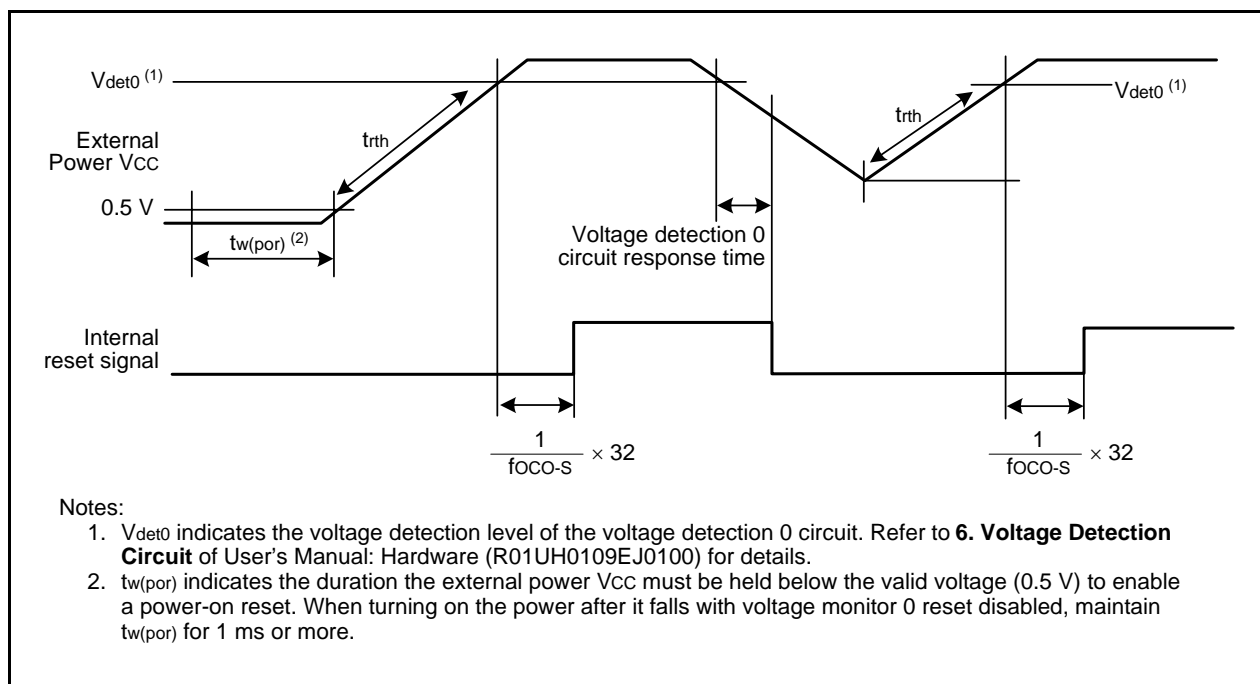 Vdet0 (1)
External
Power VCC
trth
0.5 V
tw(por) (2)
trth
Vdet0 (1)
Voltage detection 0
circuit response time
Internal
reset signal
1
fOCO-S
× 32
1
fOCO-S
× 32
Notes:
1. Vdet0 indicates the voltage detection level of the voltage detection 0 circuit. Refer to 6. Voltage Detection
Circuit of User's Manual: Hardware (R01UH0109EJ0100) for details.
2. tw(por) indicates the duration the external power VCC must be held below the valid voltage (0.5 V) to enable
a power-on reset. When turning on the power after it falls with voltage monitor 0 reset disabled, maintain
tw(por) for 1 ms or more.